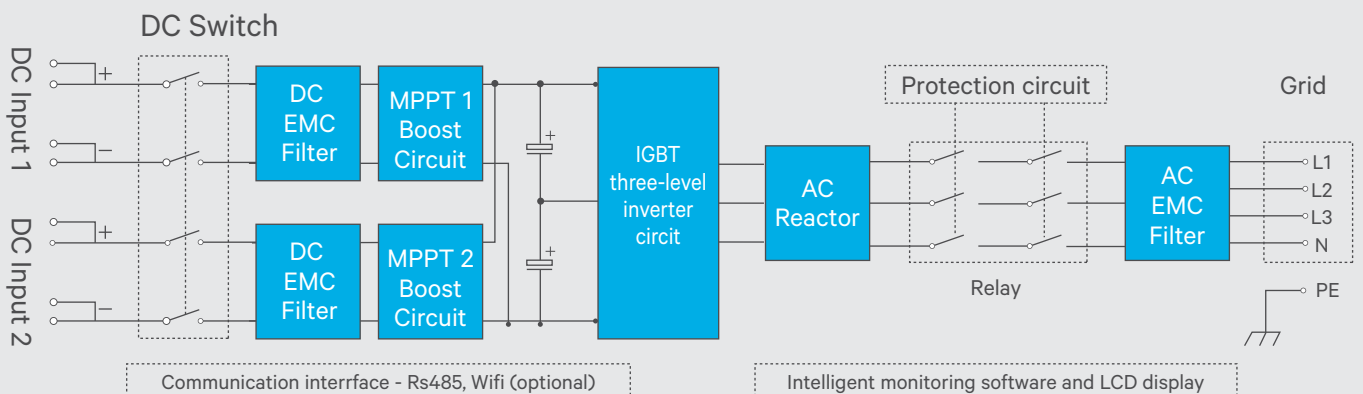 DC Switch
DC Input 1
+
−
DC Input 2
+
−
DC
EMC
Filter
MPPT 1
Boost
Circuit
DC
EMC
Filter
MPPT 2
Boost
Circuit
+
+
IGBT
three-level
inverter
circit
AC
Reactor
Protection circuit
Relay
AC
EMC
Filter
Grid
L1
L2
L3
N
PE
Communication interrface - Rs485, Wifi (optional)
Intelligent monitoring software and LCD display